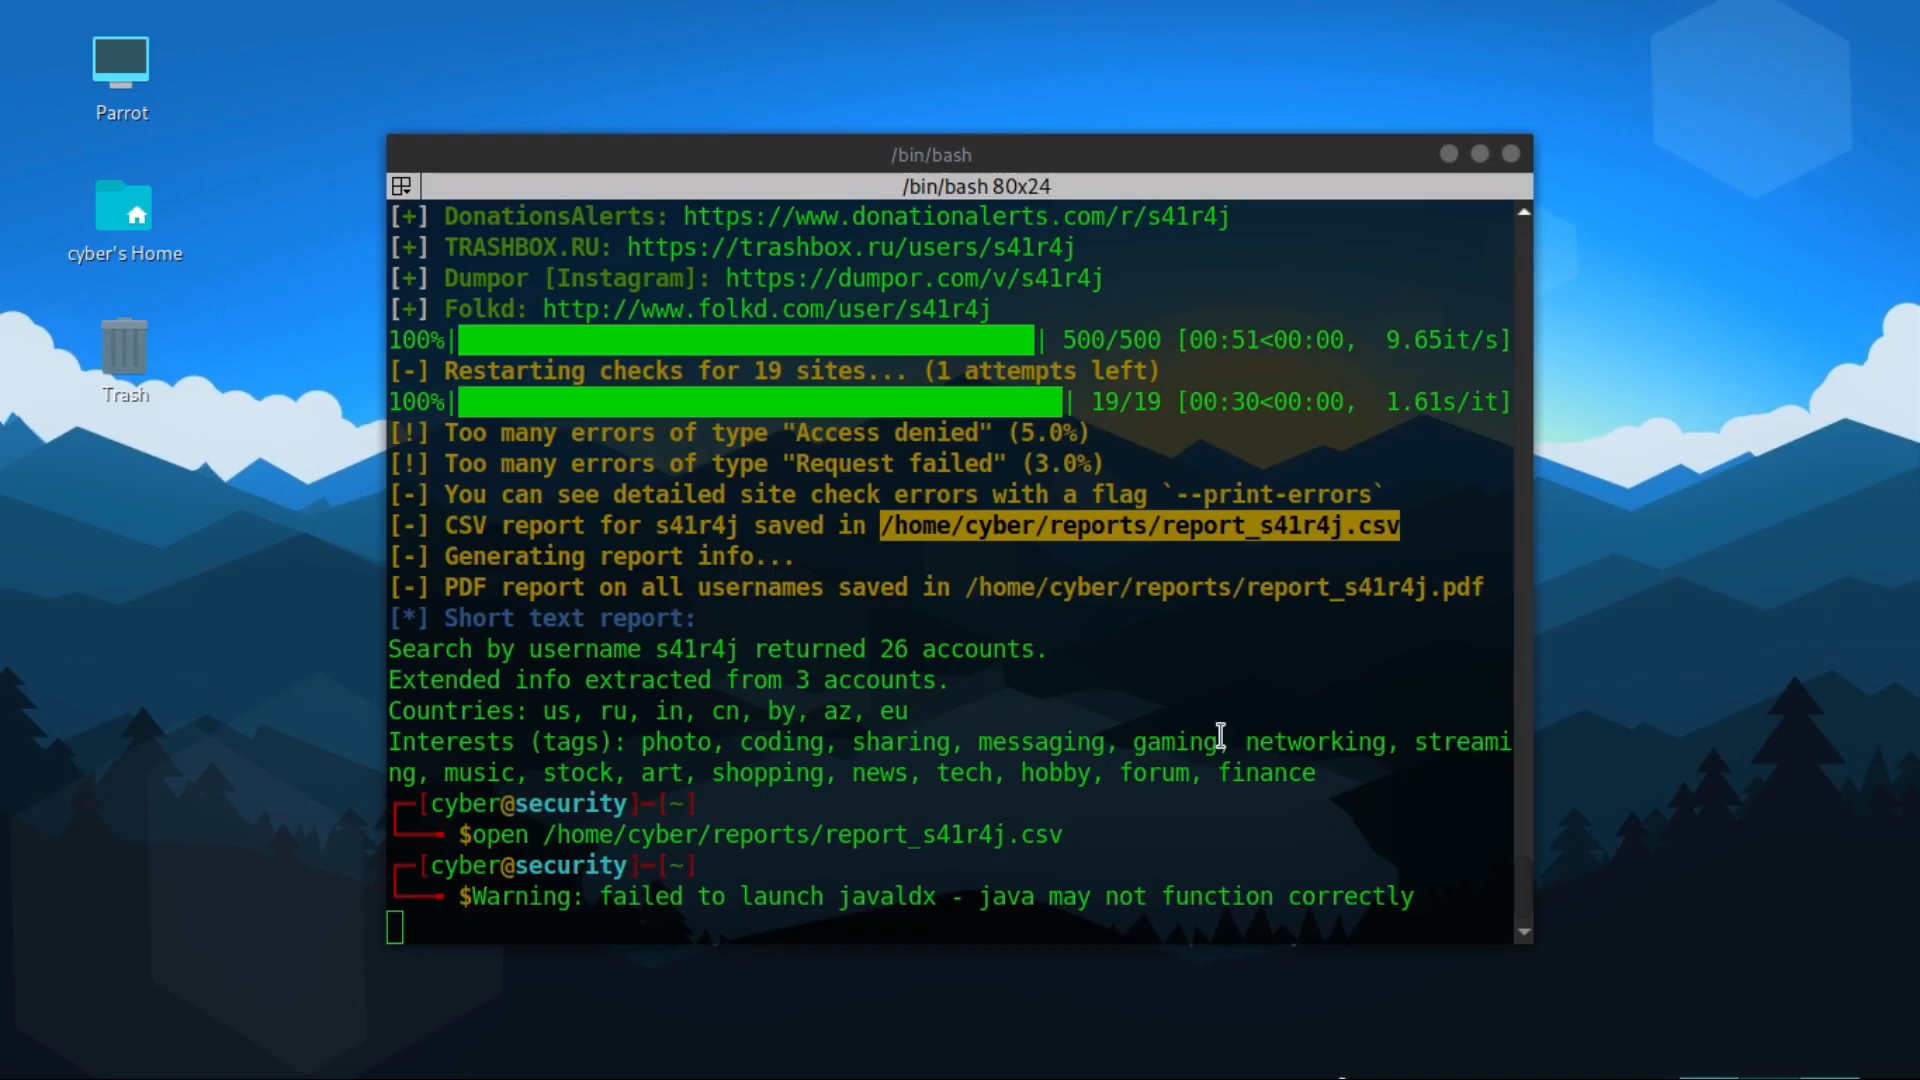 Parrot
cyber's Home
Trash
/bin/bash
/bin/bash 80x24
[+] DonationsAlerts: https://www.donationalerts.com/r/s41r4j
[+] TRASHBOX.RU: https://trashbox.ru/users/s41r4j
[+] Dumpor [Instagram]: https://dumpor.com/v/s41r4j
[+] Folkd: http://www.folkd.com/user/s41r4j
100%| | 500/500 [00:51<00:00, 9.65it/s]
[-] Restarting checks for 19 sites... (1 attempts left)
100%| | 19/19 [00:30<00:00, 1.61s/it]
[!] Too many errors of type "Access denied" (5.0%)
[!] Too many errors of type "Request failed" (3.0%)
[-] You can see detailed site check errors with a flag `--print-errors`
[-] CSV report for s41r4j saved in /home/cyber/reports/report_s41r4j.csv
[-] Generating report info...
[-] PDF report on all usernames saved in /home/cyber/reports/report_s41r4j.pdf
[*] Short text report:
Search by username s41r4j returned 26 accounts.
Extended info extracted from 3 accounts.
Countries: us, ru, in, cn, by, az, eu
Interests (tags): photo, coding, sharing, messaging, gaming, networking, streami
ng, music, stock, art, shopping, news, tech, hobby, forum, finance
┌─[cyber@security]─[~]
└──╼ $open /home/cyber/reports/report_s41r4j.csv
┌─[cyber@security]─[~]
└──╼ $Warning: failed to launch javaldx - java may not function correctly